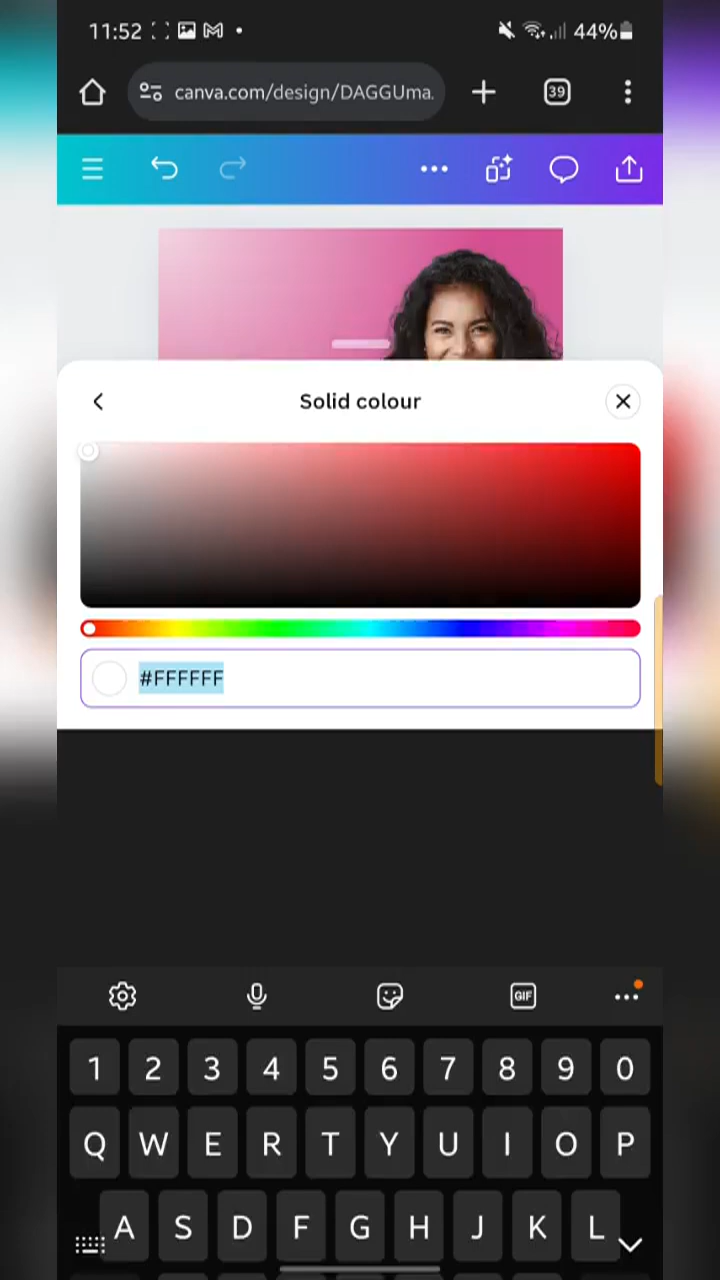 11:52 44%
canva.com/design/DAGGUma. 39
Solid colour
#FFFFFF
GIF
1 2 3 4 5 6 7 8 9 0
Q W E R T Y U I O P
A S D F G H J K L